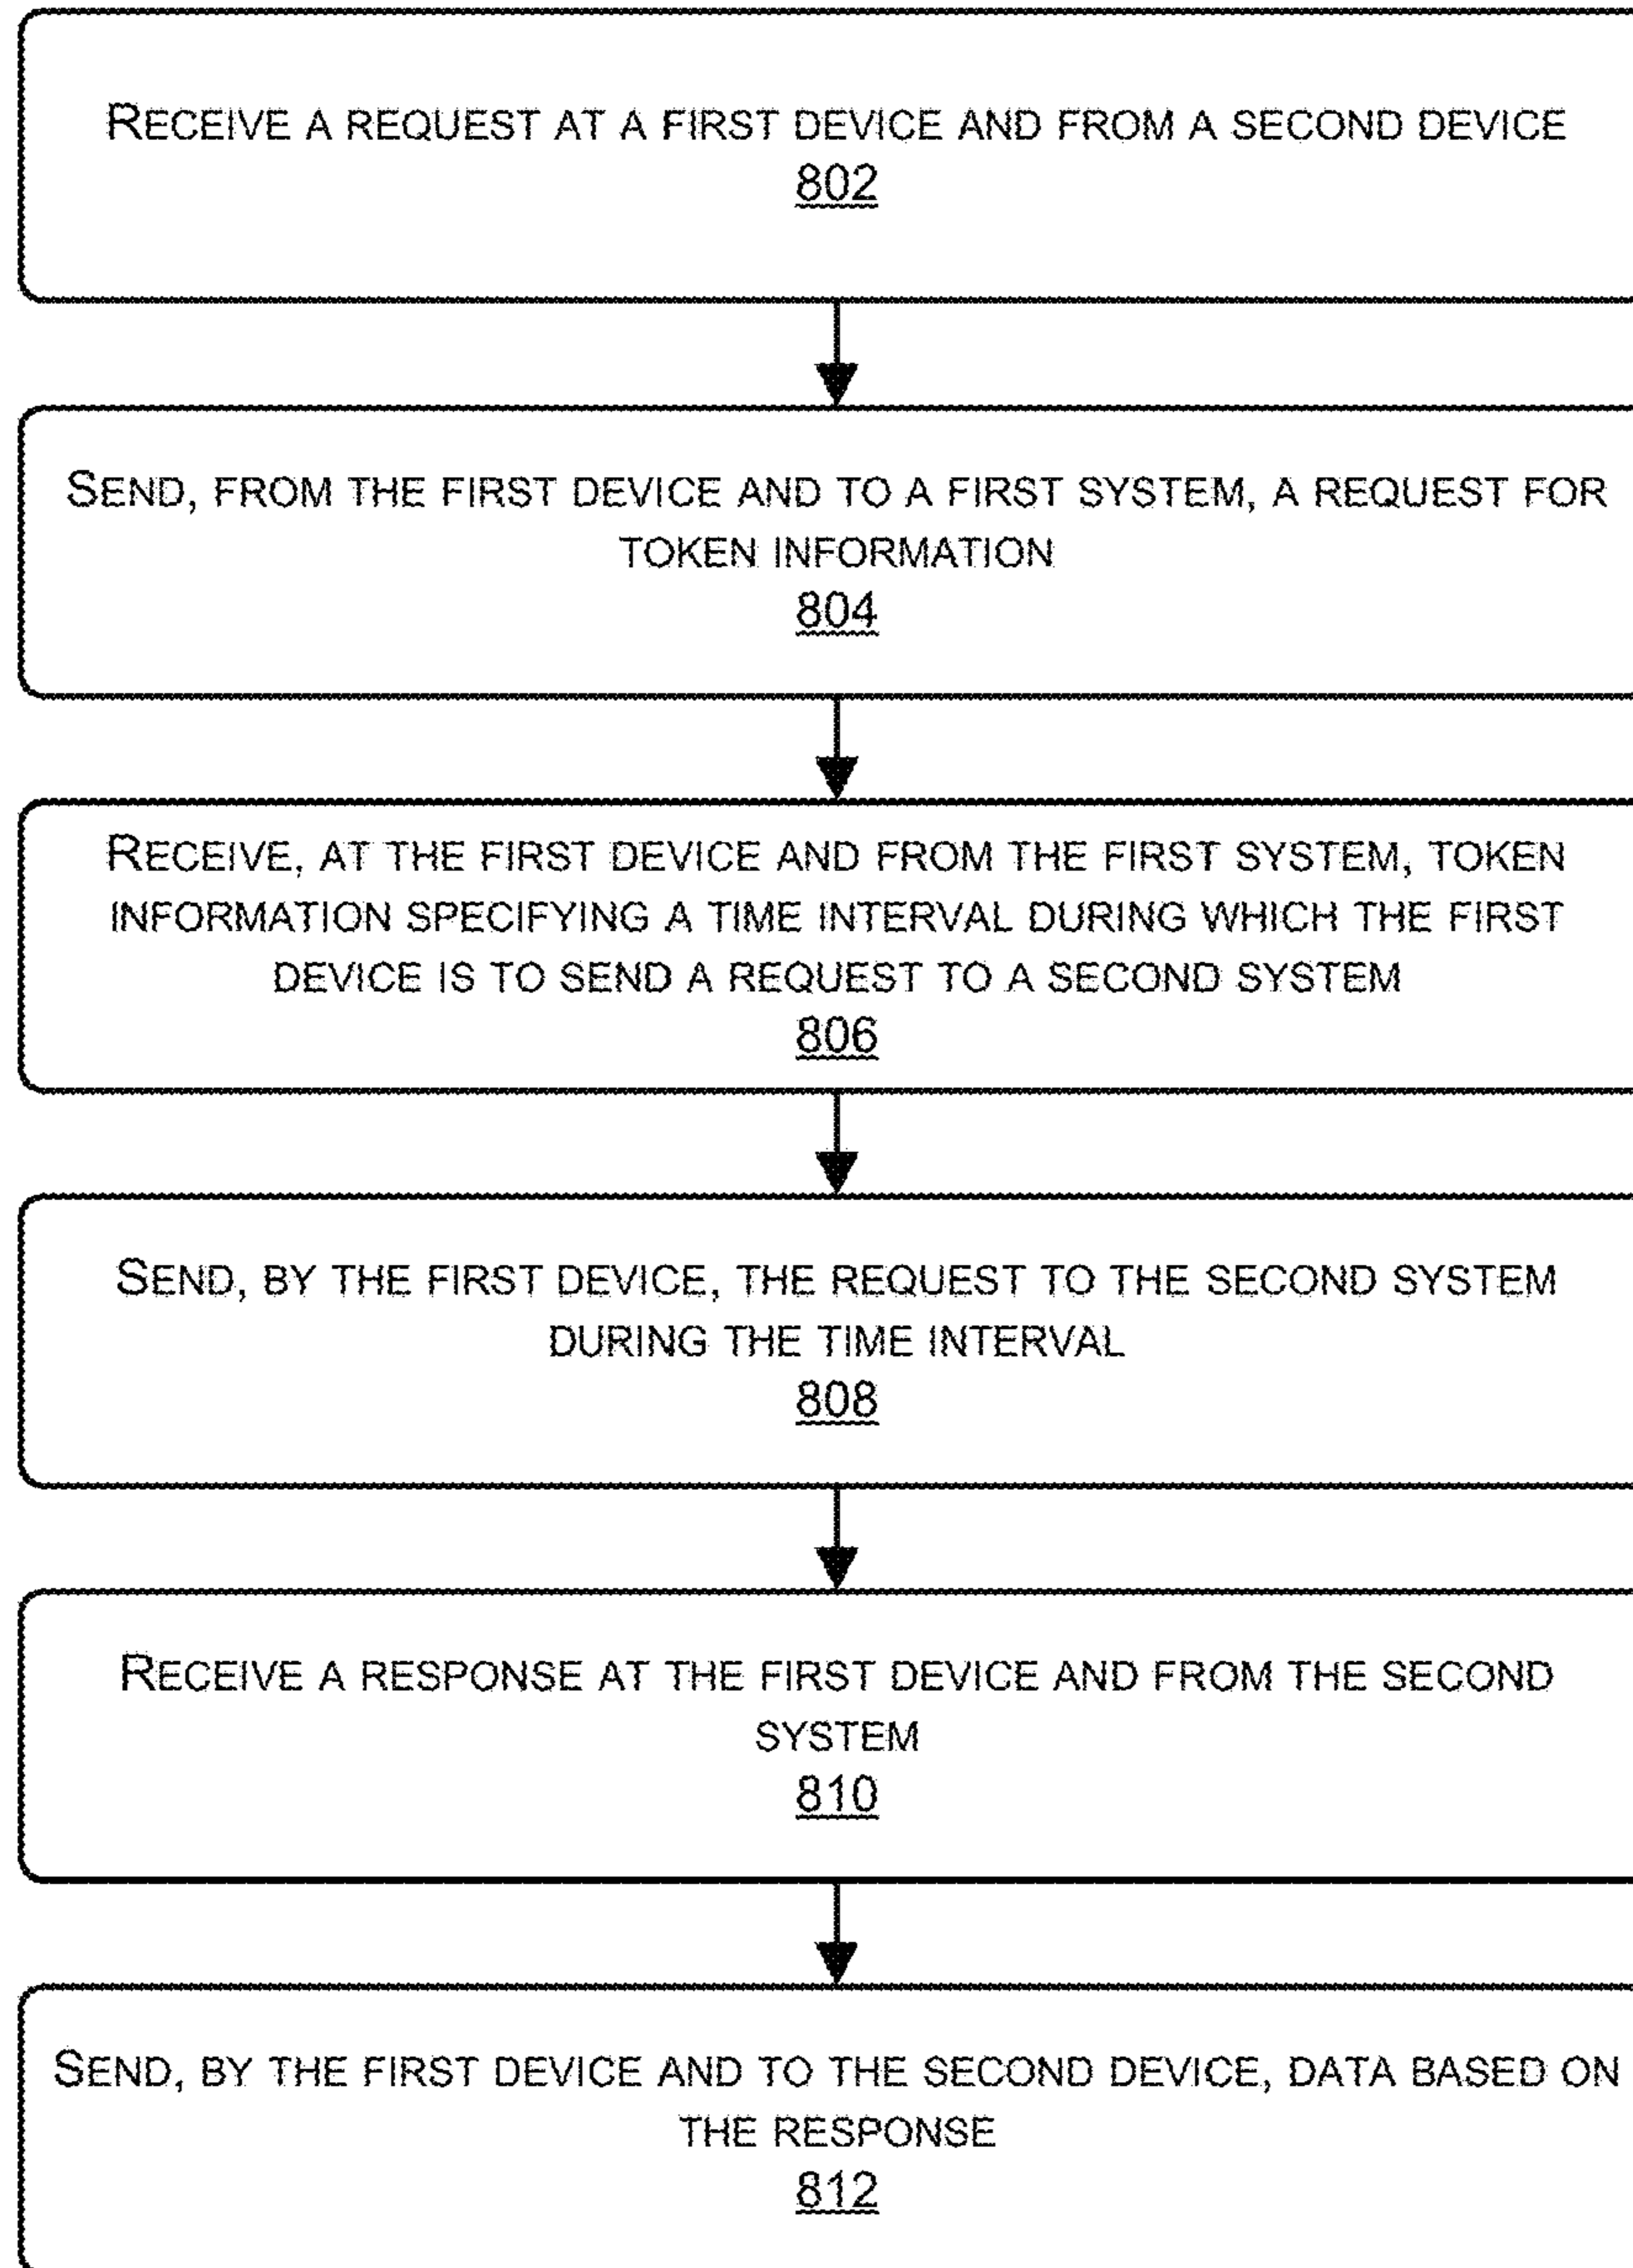 RECEIVE A REQUEST AT A FIRST DEVICE AND FROM A SECOND DEVICE
802
SEND, FROM THE FIRST DEVICE AND TO A FIRST SYSTEM, A REQUEST FOR
TOKEN INFORMATION
804
RECEIVE, AT THE FIRST DEVICE AND FROM THE FIRST SYSTEM, TOKEN
INFORMATION SPECIFYING A TIME INTERVAL DURING WHICH THE FIRST
DEVICE IS TO SEND A REQUEST TO A SECOND SYSTEM
806
SEND, BY THE FIRST DEVICE, THE REQUEST TO THE SECOND SYSTEM
DURING THE TIME INTERVAL
808
RECEIVE A RESPONSE AT THE FIRST DEVICE AND FROM THE SECOND
SYSTEM
810
SEND, BY THE FIRST DEVICE AND TO THE SECOND DEVICE, DATA BASED ON
THE RESPONSE
812